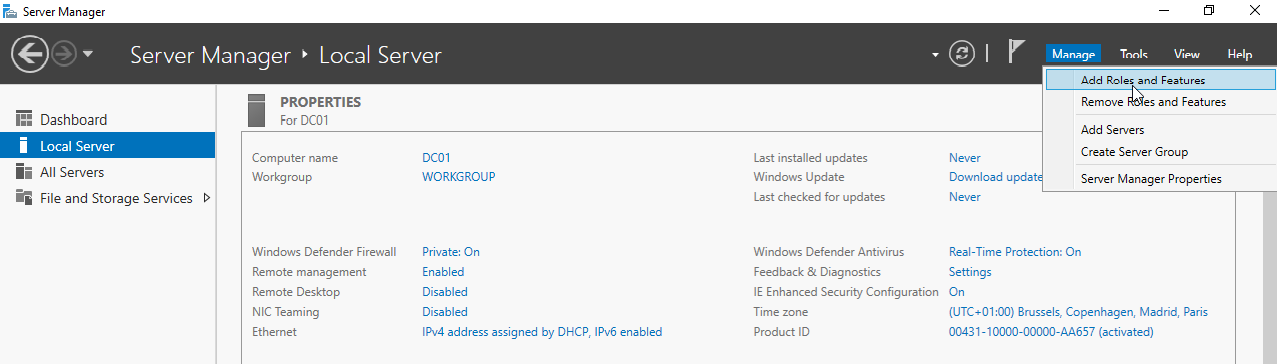 Server Manager
Server Manager ‣ Local Server
Manage Tools View Help
Add Roles and Features
Remove Roles and Features
Add Servers
Create Server Group
Server Manager Properties
Dashboard
Local Server
All Servers
File and Storage Services
PROPERTIES
For DC01
Computer name DC01
Workgroup WORKGROUP
Last installed updates Never
Windows Update Download update
Last checked for updates Never
Windows Defender Firewall Private: On
Remote management Enabled
Remote Desktop Disabled
NIC Teaming Disabled
Ethernet IPv4 address assigned by DHCP, IPv6 enabled
Windows Defender Antivirus Real-Time Protection: On
Feedback & Diagnostics Settings
IE Enhanced Security Configuration On
Time zone (UTC+01:00) Brussels, Copenhagen, Madrid, Paris
Product ID 00431-10000-00000-AA657 (activated)